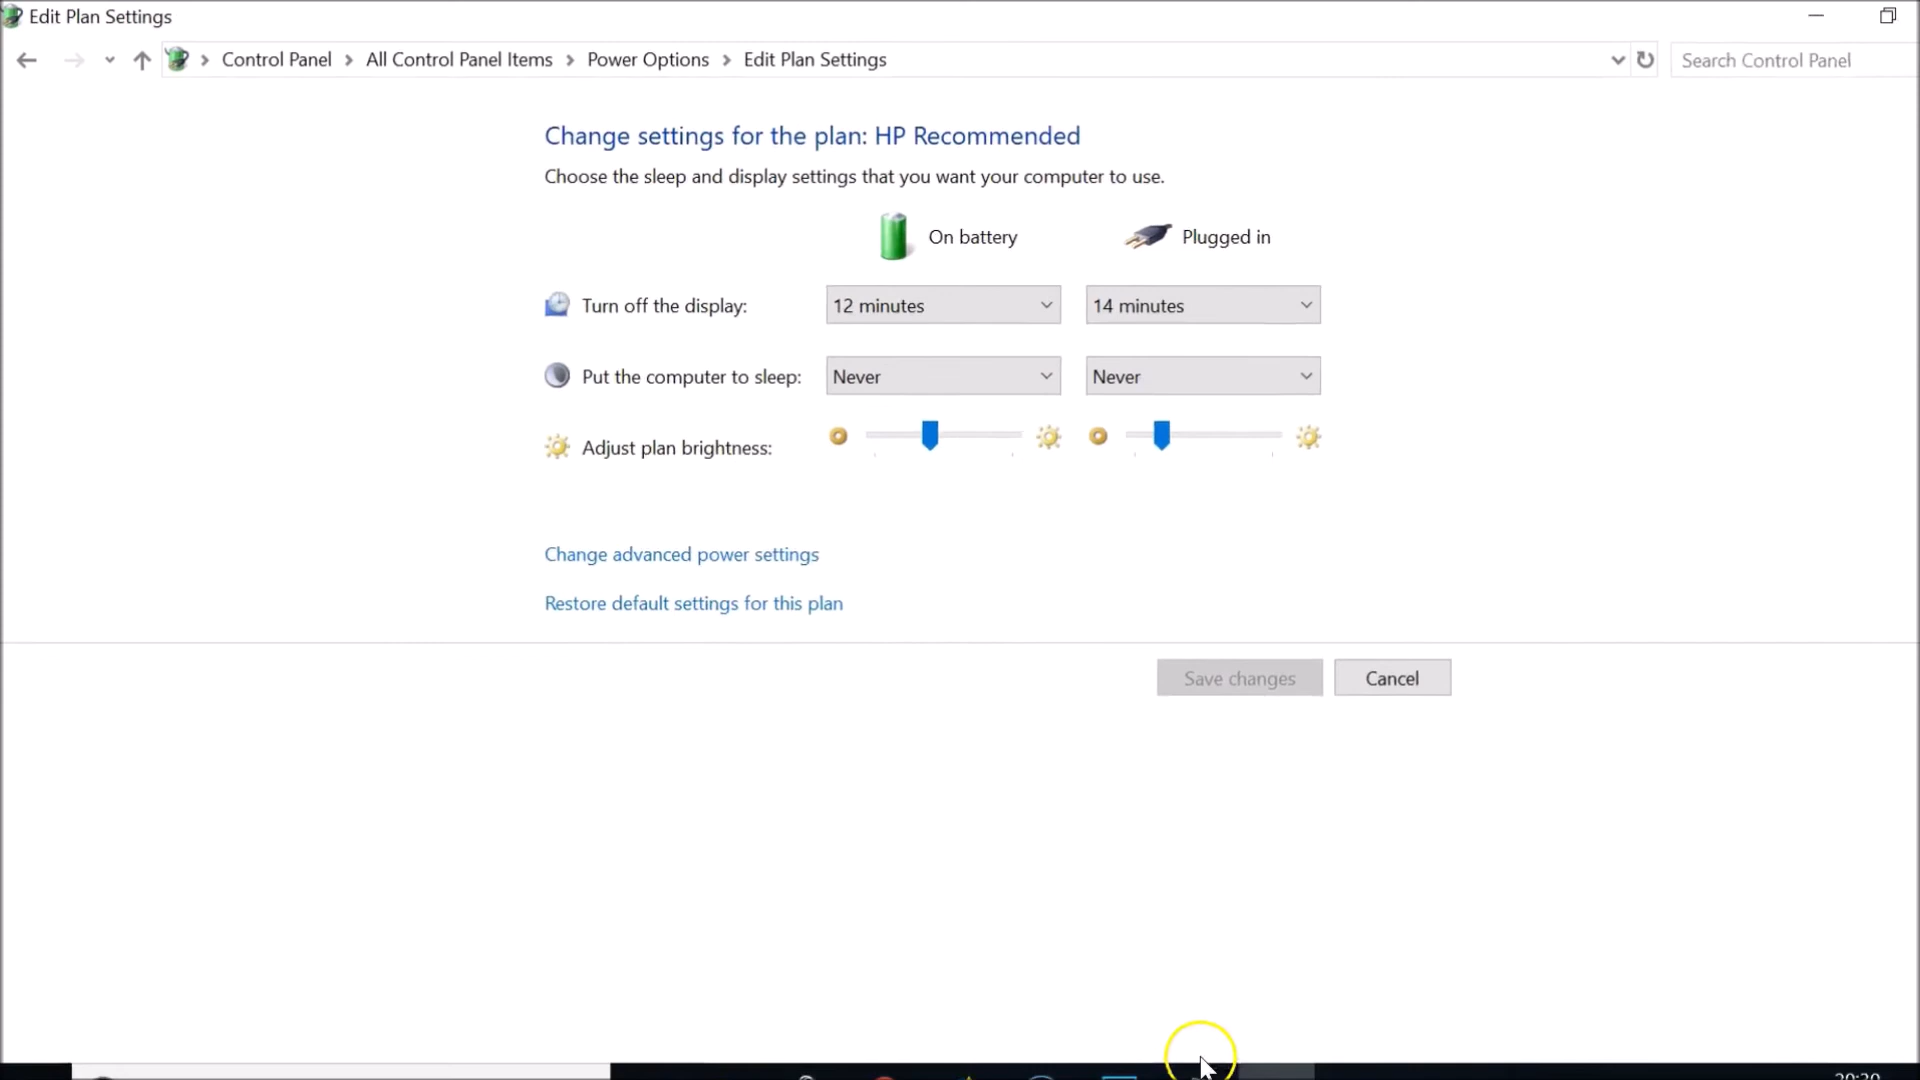 Edit Plan Settings
Control Panel > All Control Panel Items > Power Options > Edit Plan Settings
Search Control Panel
Change settings for the plan: HP Recommended
Choose the sleep and display settings that you want your computer to use.
On battery Plugged in
Turn off the display: 12 minutes 14 minutes
Put the computer to sleep: Never Never
Adjust plan brightness:
Change advanced power settings
Restore default settings for this plan
Save changes Cancel